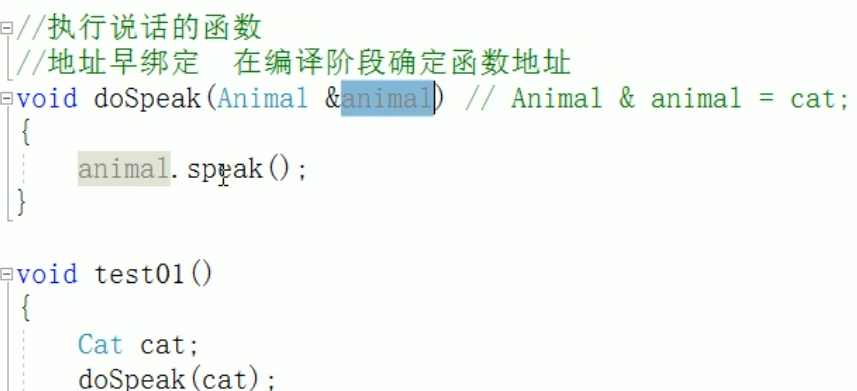 //执行说话的函数
//地址早绑定 在编译阶段确定函数地址
void doSpeak(Animal &animal) // Animal & animal = cat;
{
animal.speak();
}
void test01()
{
Cat cat;
doSpeak(cat);